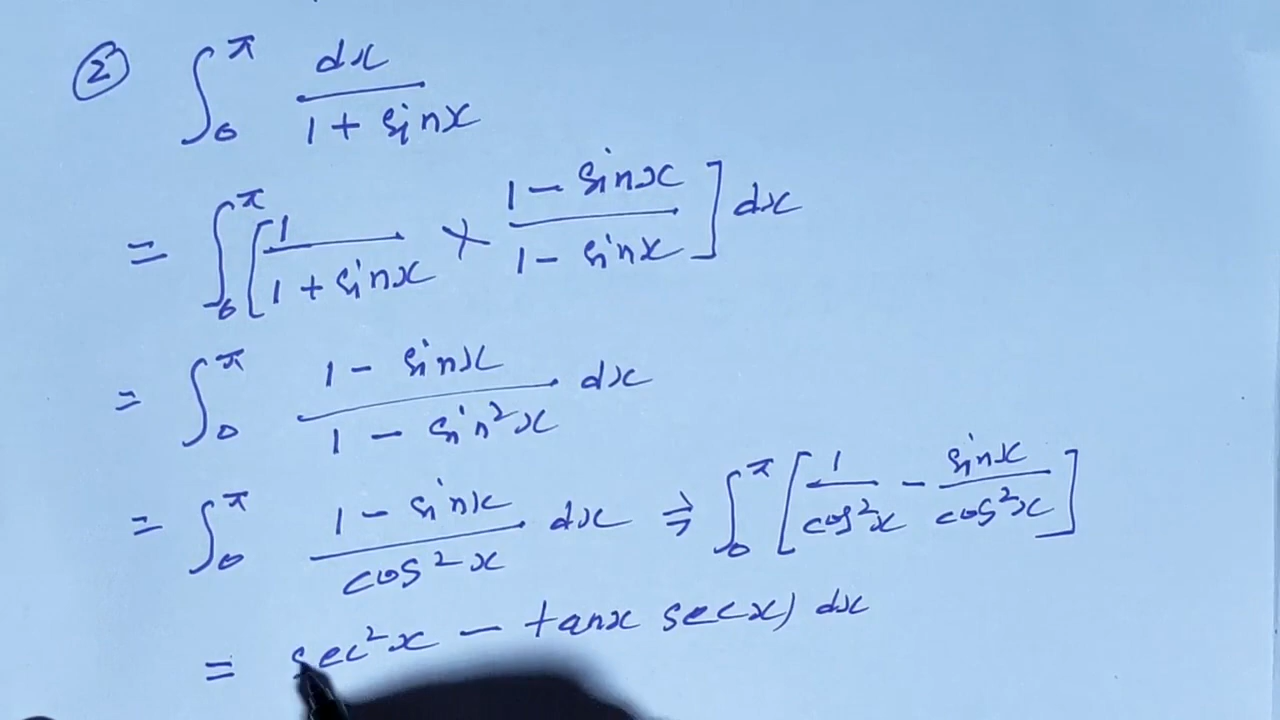 ② ∫₀^π dx / (1 + sinx)
= ∫₀^π [1 / (1 + sinx) × (1 - sinx) / (1 - sinx)] dx
= ∫₀^π (1 - sinx) / (1 - sin²x) dx
= ∫₀^π (1 - sinx) / (cos²x) dx ⇒ ∫₀^π [1 / cos²x - sinx / cos²x]
= sec²x - tanx secx) dx